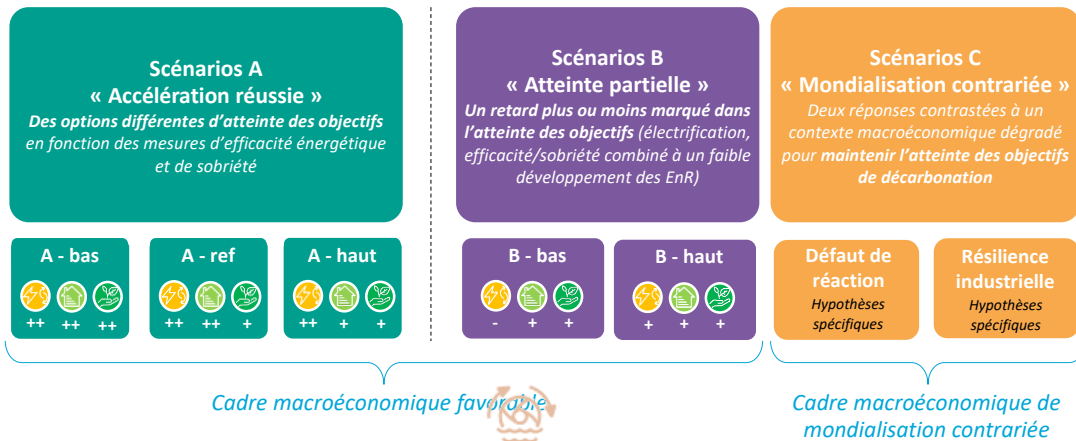 Scénarios A
« Accélération réussie »
Des options différentes d’atteinte des objectifs
en fonction des mesures d’efficacité énergétique
et de sobriété
Scénarios B
« Atteinte partielle »
Un retard plus ou moins marqué dans
l’atteinte des objectifs (électrification,
efficacité/sobriété combiné à un faible
développement des EnR)
Scénarios C
« Mondialisation contrariée »
Deux réponses contrastées à un
contexte macroéconomique dégradé
pour maintenir l’atteinte des objectifs
de décarbonation
A - bas
++ ++ ++
A - ref
++ ++ +
A - haut
++ + +
B - bas
- + +
B - haut
+ + +
Défaut de
réaction
Hypothèses
spécifiques
Résilience
industrielle
Hypothèses
spécifiques
Cadre macroéconomique favorable
Cadre macroéconomique de
mondialisation contrariée